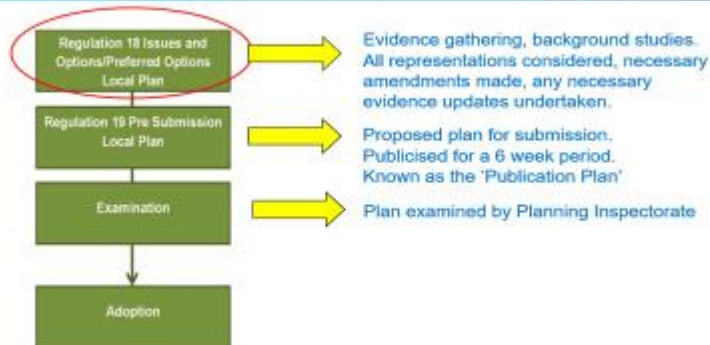 Regulation 18 Issues and
Options/Preferred Options
Local Plan
Evidence gathering, background studies.
All representations considered, necessary
amendments made, any necessary
evidence updates undertaken.
Regulation 19 Pre Submission
Local Plan
Proposed plan for submission.
Publicised for a 6 week period.
Known as the 'Publication Plan'
Examination
Plan examined by Planning Inspectorate
Adoption